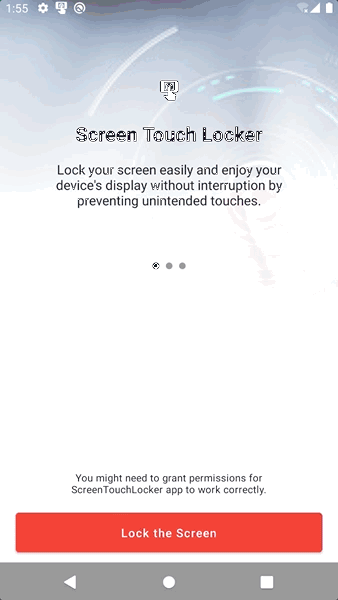 1:55
Screen Touch Locker
Lock your screen easily and enjoy your
device's display without interruption by
preventing unintended touches.
You might need to grant permissions for
ScreenTouchLocker app to work correctly.
Lock the Screen